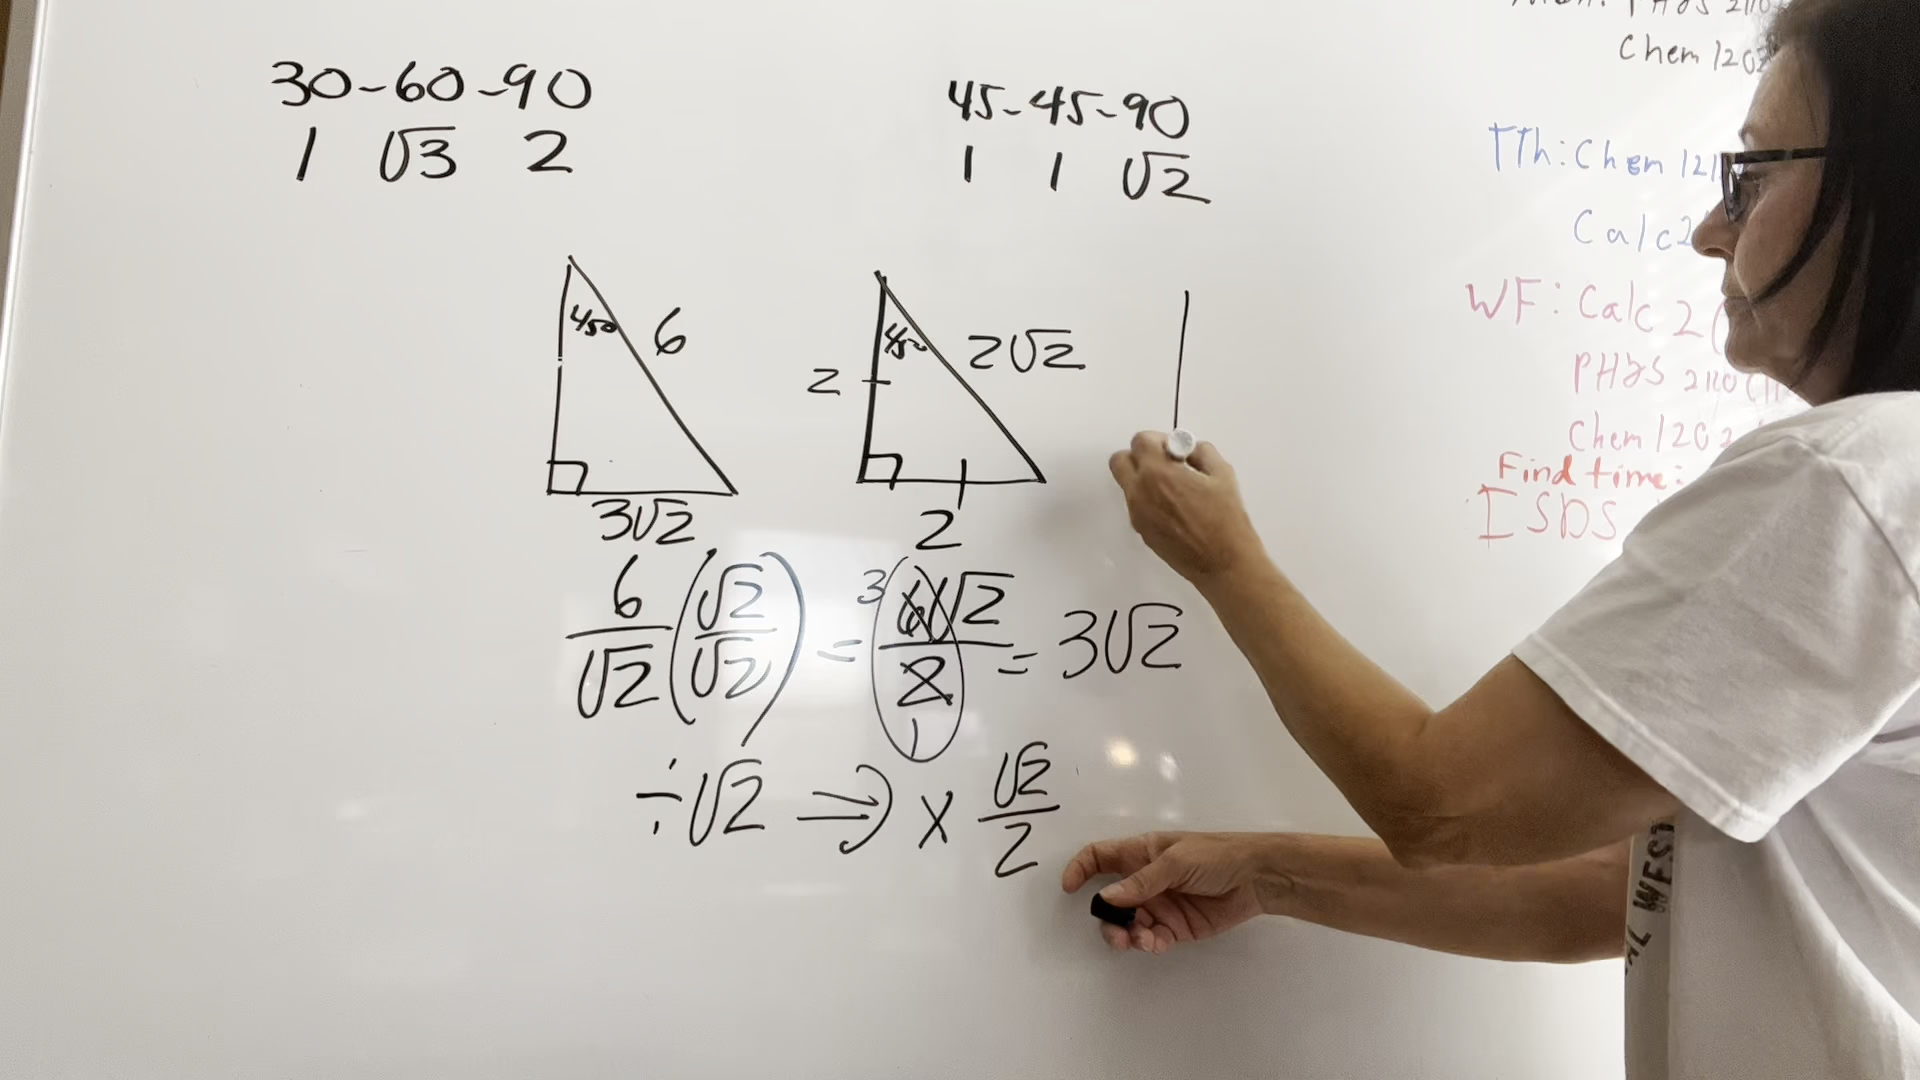 30-60-90
1 √3 2
45-45-90
1 1 √2
45°
6
3√2
45°
2
2√2
2
6/√2 (√2/√2) = 3 6√2/2 1 = 3√2
÷√2 ⇒ × √2/2
Chem 120
TTh: Chem 121
Calc 2
WF: Calc 2 (
PHYS 2110 (
Chem 1202
Find time:
ISDS
WEST